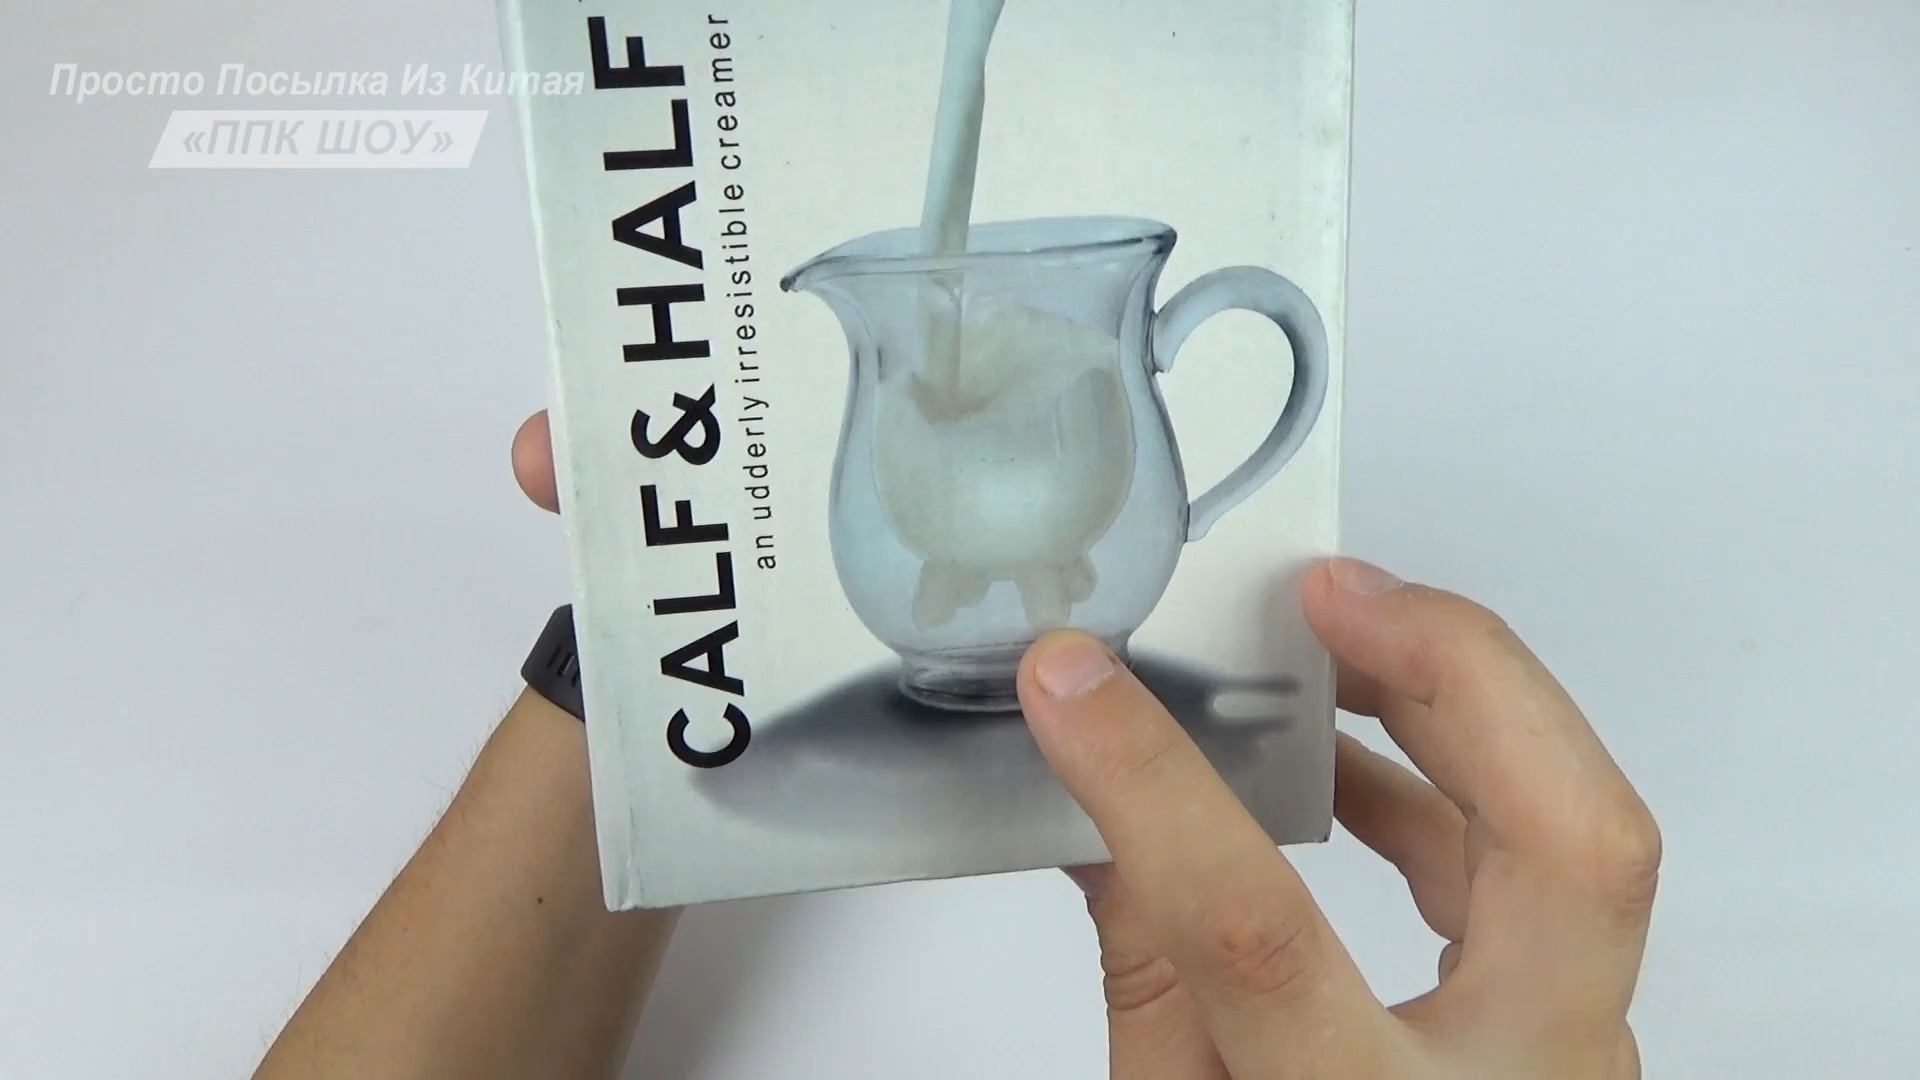 Просто Посылка Из Китая
«ППК ШОУ»
CALF & HALF
an udderly irresistible creamer